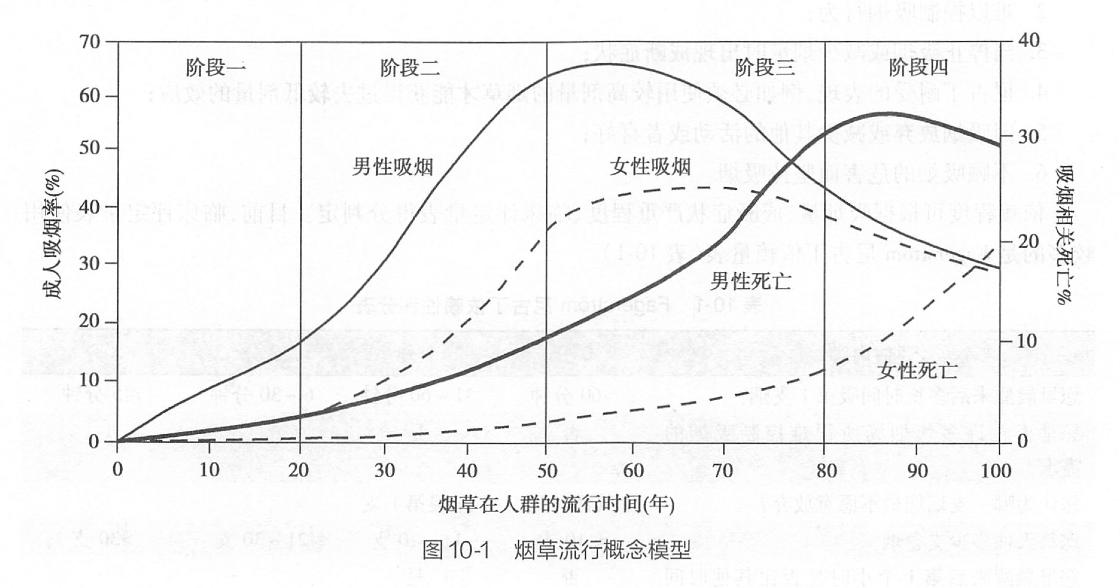 70
60
50
40
30
20
10
0
成人吸烟率(%)
阶段一
阶段二
阶段三
阶段四
男性吸烟
女性吸烟
男性死亡
女性死亡
40
30
20
10
0
吸烟相关死亡%
0 10 20 30 40 50 60 70 80 90 100
烟草在人群的流行时间(年)
图10-1 烟草流行概念模型